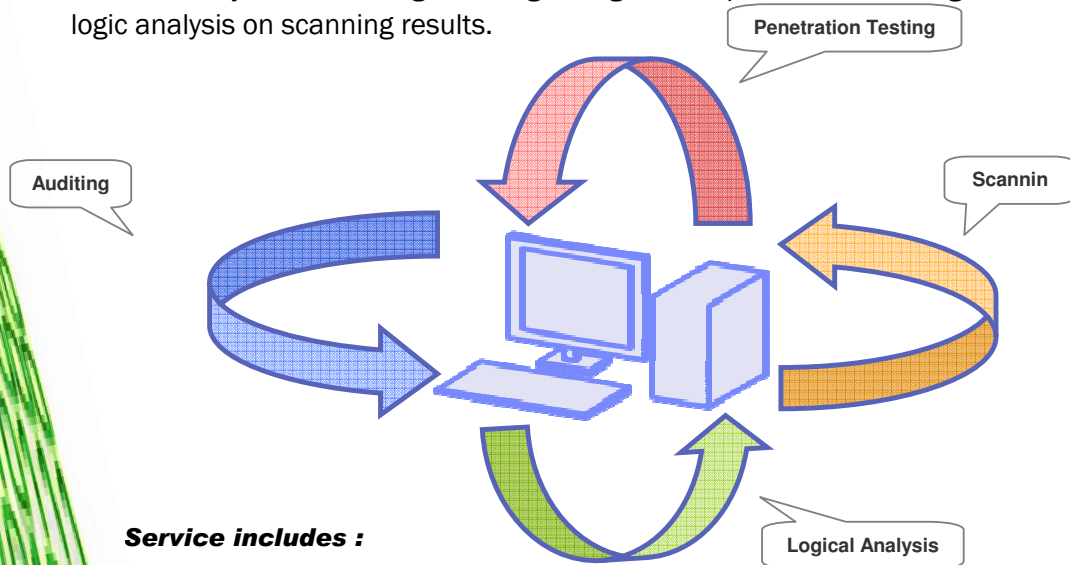 logic analysis on scanning results.
Penetration Testing
Auditing
Scannin
Service includes :
Logical Analysis